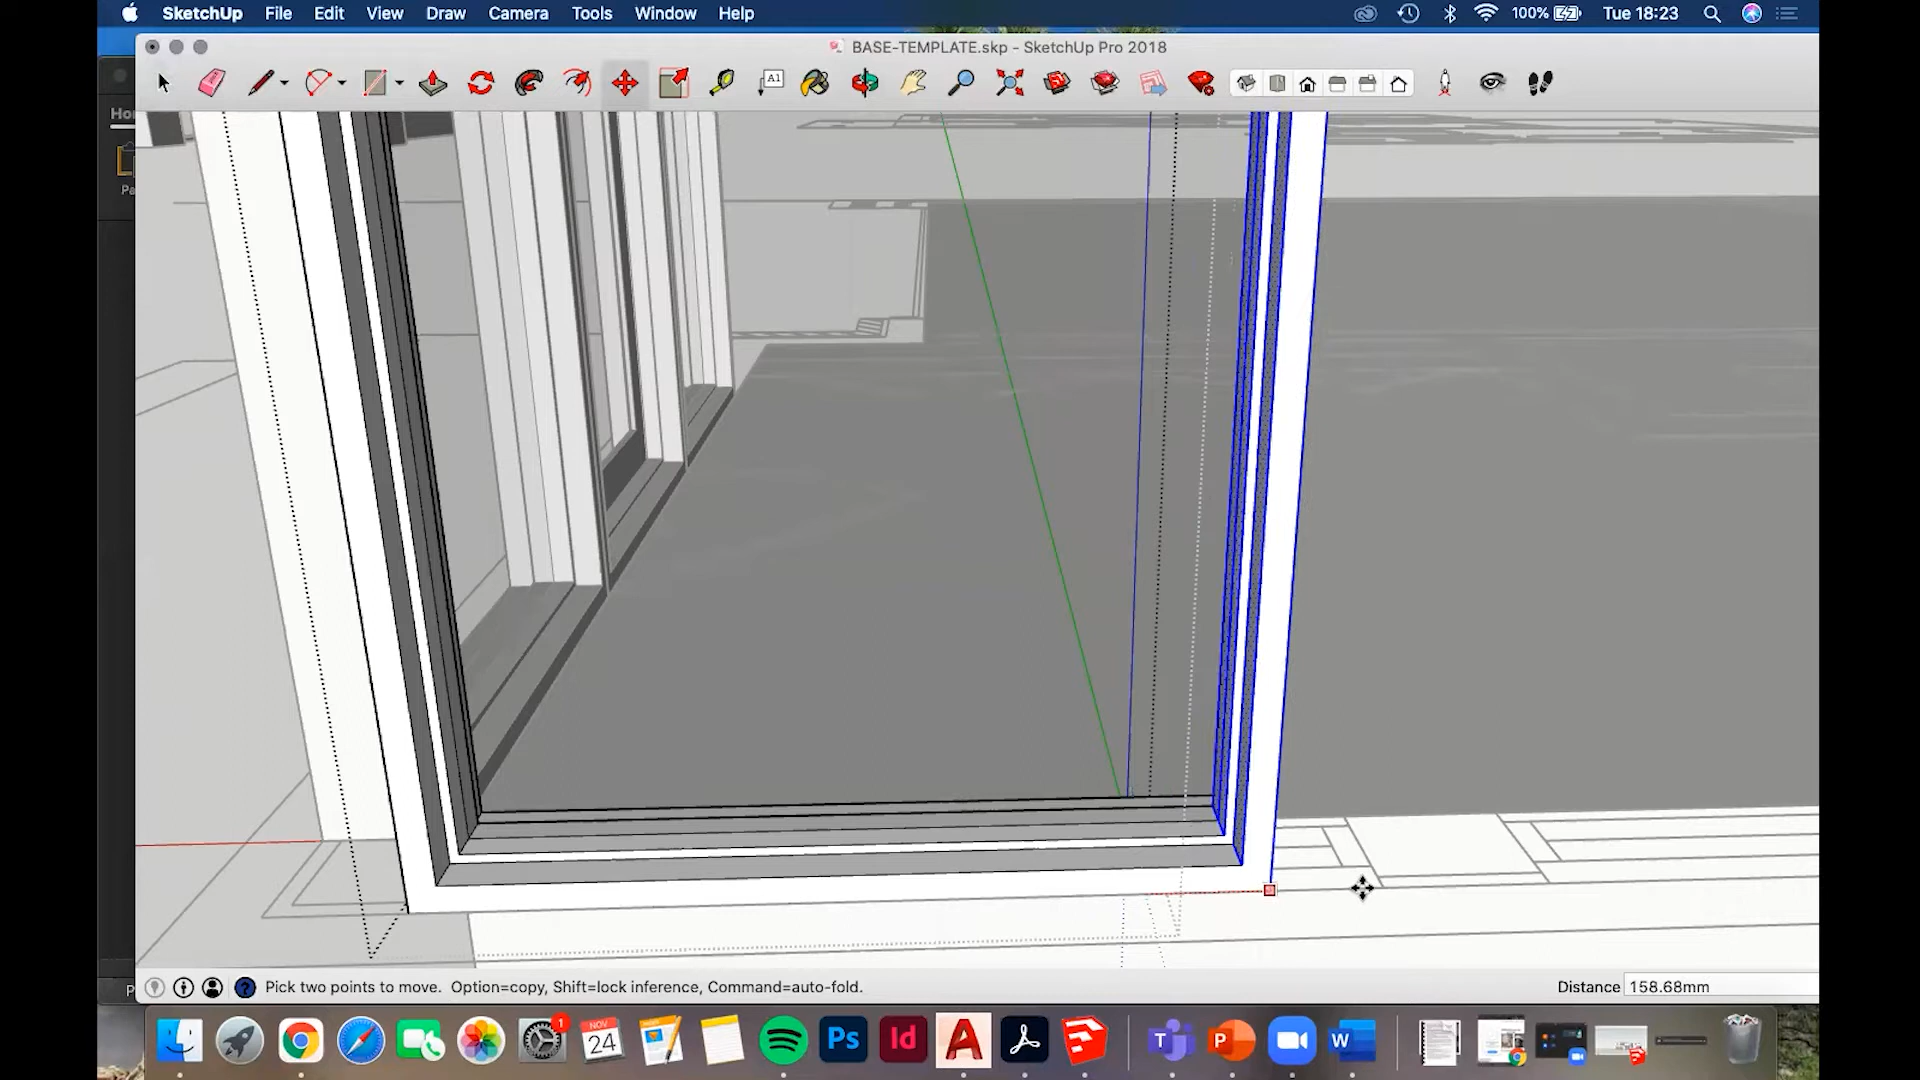 SketchUp File Edit View Draw Camera Tools Window Help 100% Tue 18:23
BASE-TEMPLATE.skp - SketchUp Pro 2018
A1
Pick two points to move. Option=copy, Shift=lock inference, Command=auto-fold. Distance 158.68mm
1
NOV
24
Ps Id
T P W